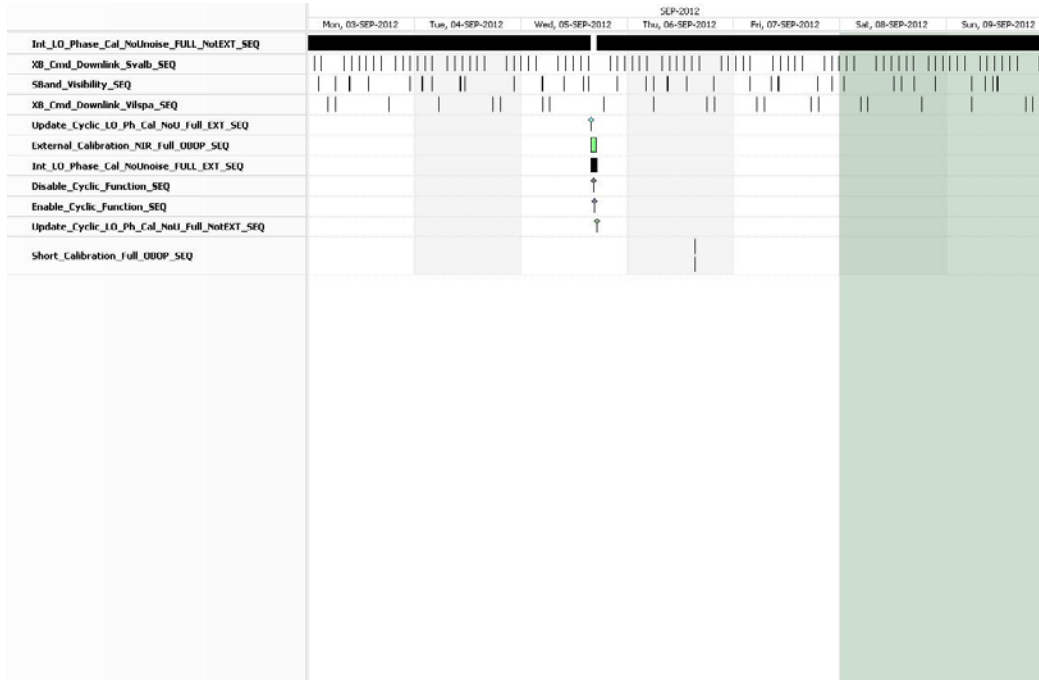 SEP-2012
Mon, 03-SEP-2012 Tue, 04-SEP-2012 Wed, 05-SEP-2012 Thu, 06-SEP-2012 Fri, 07-SEP-2012 Sat, 08-SEP-2012 Sun, 09-SEP-2012
Int_LO_Phase_Cal_NoUnoise_FULL_NotEXT_SEQ
XB_Cmd_Downlink_Svalb_SEQ
SBand_Visibility_SEQ
XB_Cmd_Downlink_Vilspa_SEQ
Update_Cyclic_LO_Ph_Cal_NoU_Full_EXT_SEQ
External_Calibration_NIR_Full_OBOP_SEQ
Int_LO_Phase_Cal_NoUnoise_FULL_EXT_SEQ
Disable_Cyclic_Function_SEQ
Enable_Cyclic_Function_SEQ
Update_Cyclic_LO_Ph_Cal_NoU_Full_NotEXT_SEQ
Short_Calibration_Full_OBOP_SEQ